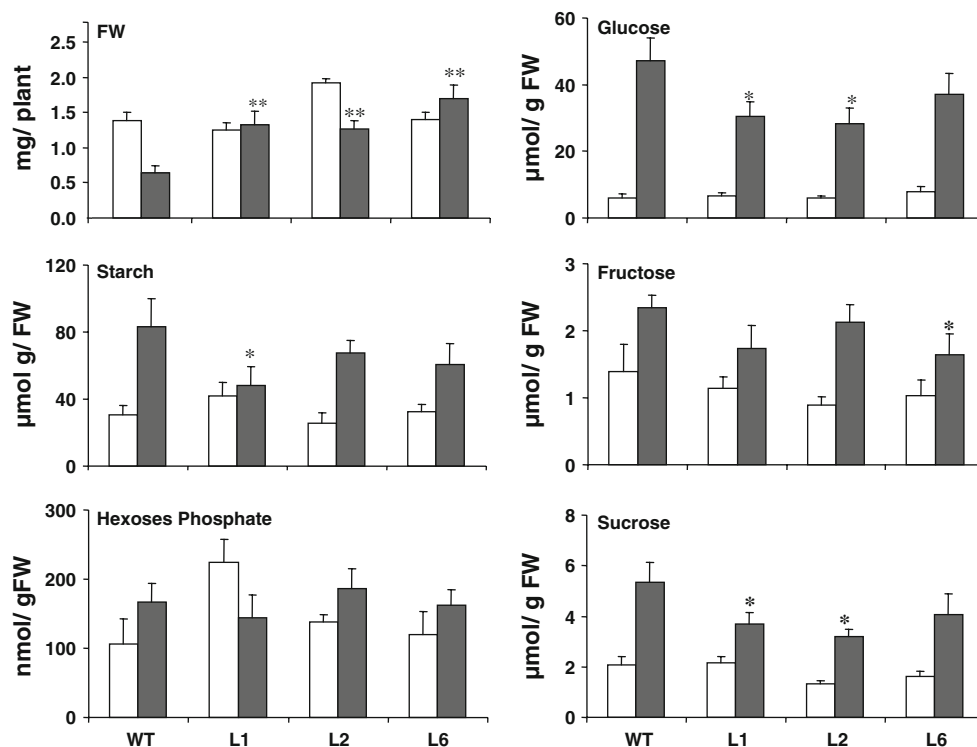 FW
mg/ plant
2.5
2.0
1.5
1.0
0.5
0.0
**
**
**
Glucose
µmol/ g FW
60
40
20
0
*
*
Starch
µmol g/ FW
120
80
40
0
*
Fructose
µmol/ g FW
3
2
1
0
*
Hexoses Phosphate
nmol/ gFW
300
200
100
0
WT L1 L2 L6
Sucrose
µmol/ g FW
8
6
4
2
0
*
*
WT L1 L2 L6